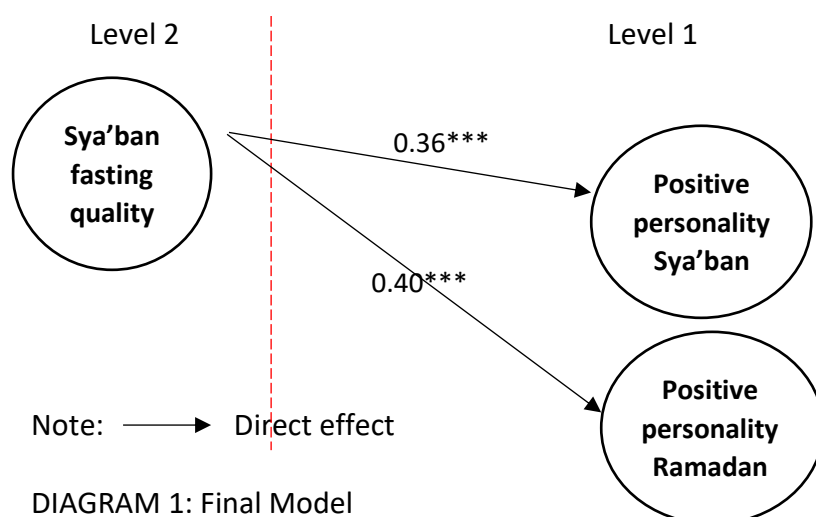 Level 2
Level 1
Sya'ban
fasting
quality
0.36***
Positive
personality
Sya'ban
0.40***
Positive
personality
Ramadan
Note: Direct effect
DIAGRAM 1: Final Model